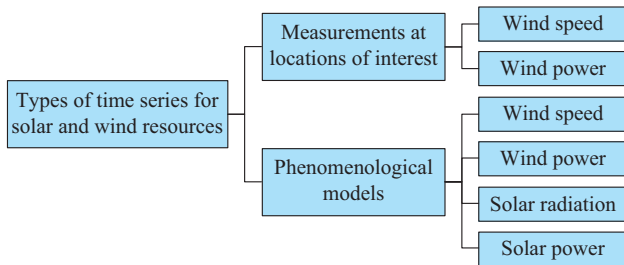 Types of time series for
solar and wind resources
Measurements at
locations of interest
Wind speed
Wind power
Phenomenological
models
Wind speed
Wind power
Solar radiation
Solar power